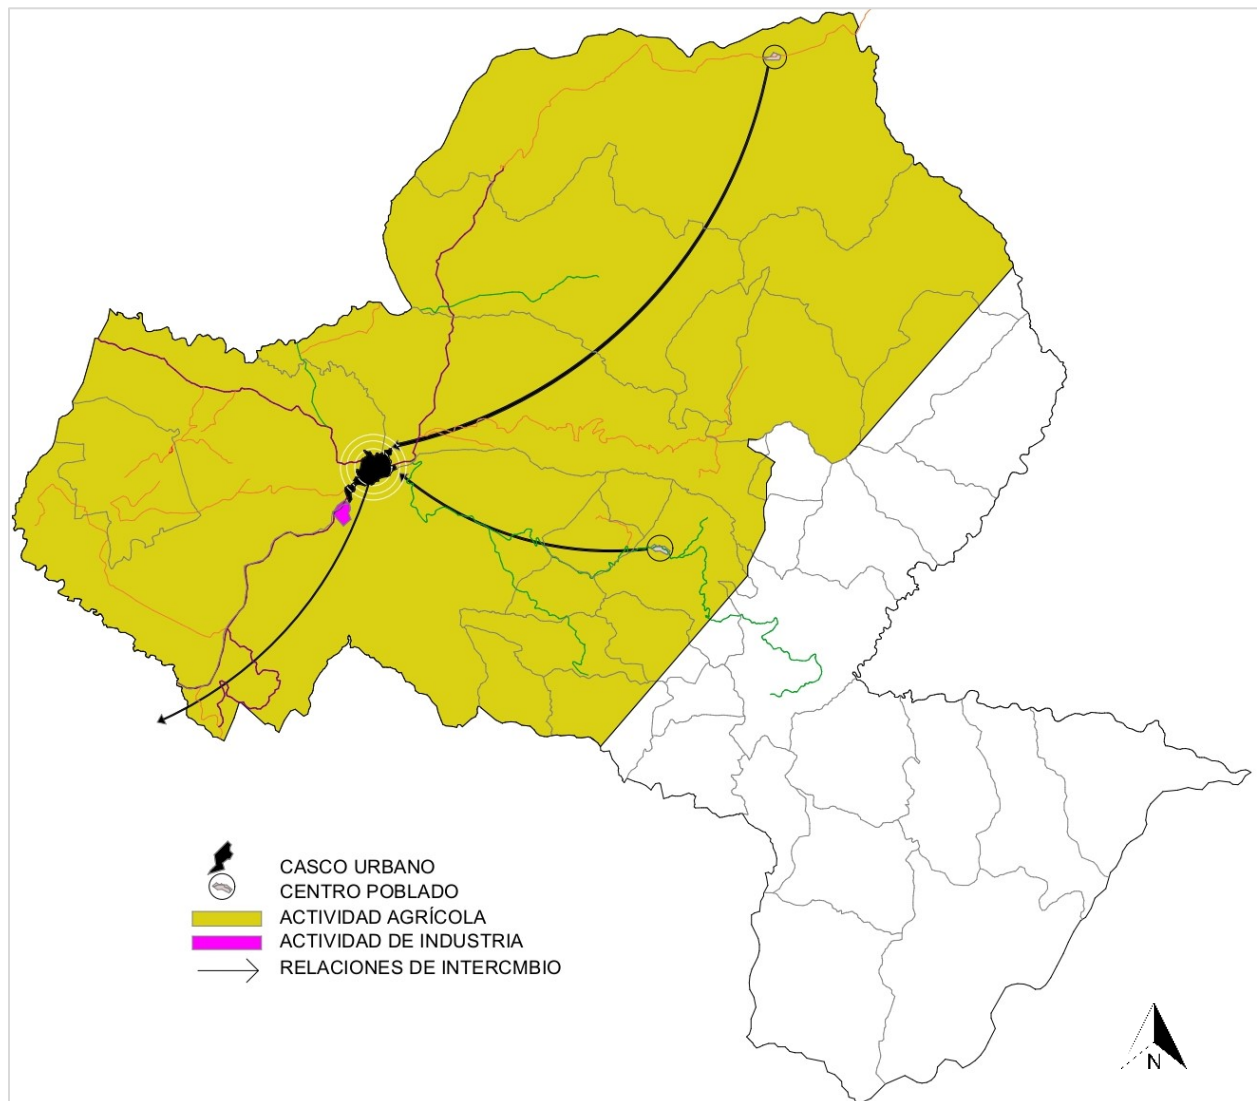 CASCO URBANO
CENTRO POBLADO
ACTIVIDAD AGRÍCOLA
ACTIVIDAD DE INDUSTRIA
RELACIONES DE INTERCMBIO
N